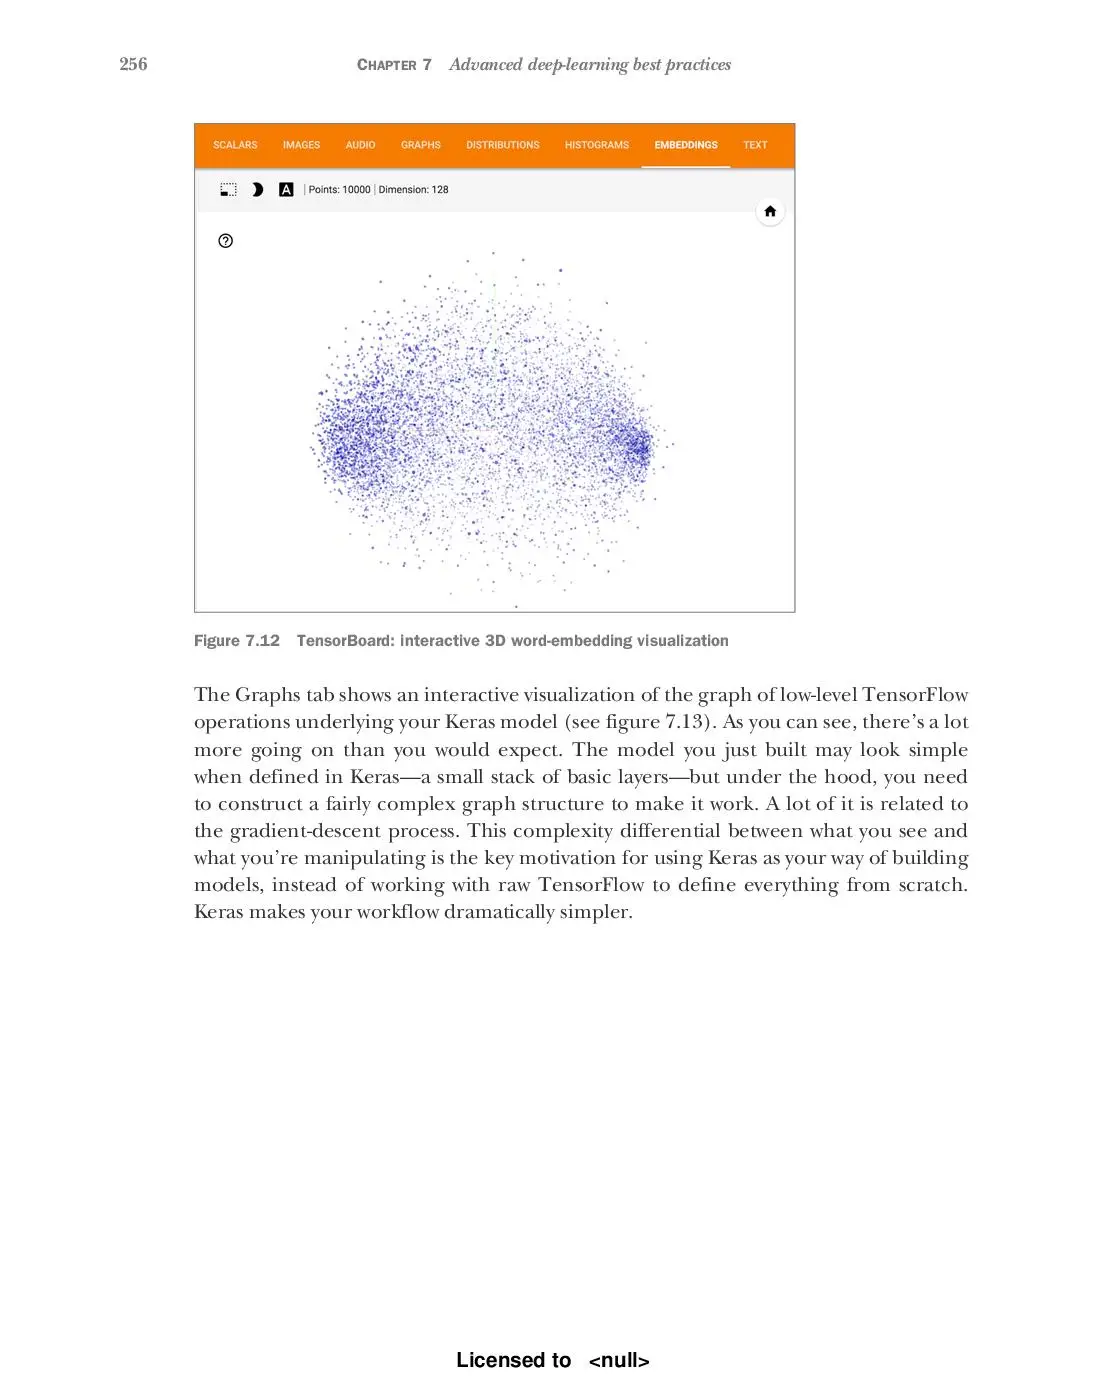 256
CHAPTER 7 Advanced deep-learning best practices
SCALARS IMAGES AUDIO GRAPHS DISTRIBUTIONS HISTOGRAMS EMBEDDINGS TEXT
A | Points: 10000 | Dimension: 128
?
Figure 7.12 TensorBoard: interactive 3D word-embedding visualization
The Graphs tab shows an interactive visualization of the graph of low-level TensorFlow
operations underlying your Keras model (see figure 7.13). As you can see, there's a lot
more going on than you would expect. The model you just built may look simple
when defined in Keras—a small stack of basic layers—but under the hood, you need
to construct a fairly complex graph structure to make it work. A lot of it is related to
the gradient-descent process. This complexity differential between what you see and
what you're manipulating is the key motivation for using Keras as your way of building
models, instead of working with raw TensorFlow to define everything from scratch.
Keras makes your workflow dramatically simpler.
Licensed to <null>